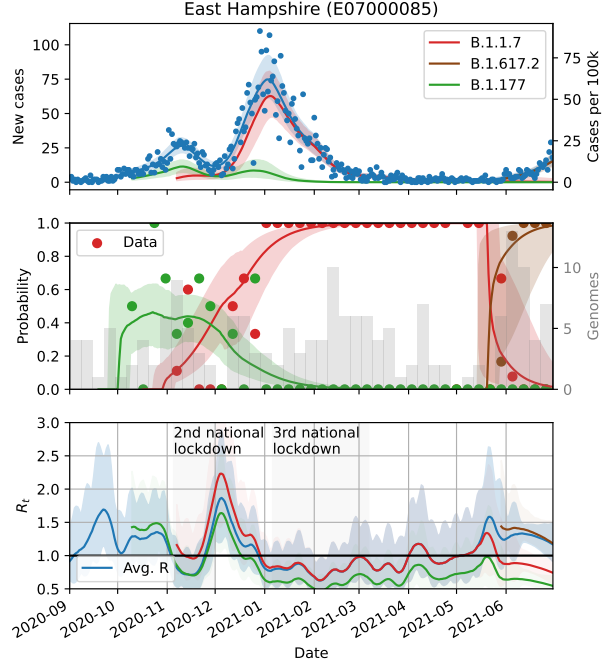 East Hampshire (E07000085)
100
75
50
25
0
New cases
B.1.1.7
B.1.617.2
B.1.177
75
50
25
0
Cases per 100k
1.0
0.8
0.6
0.4
0.2
0.0
Probability
Data
10
5
0
Genomes
3.0
2.5
2.0
1.5
1.0
0.5
Rt
2nd national
lockdown
3rd national
lockdown
Avg. R
2020-09
2020-10
2020-11
2020-12
2021-01
2021-02
2021-03
2021-04
2021-05
2021-06
Date